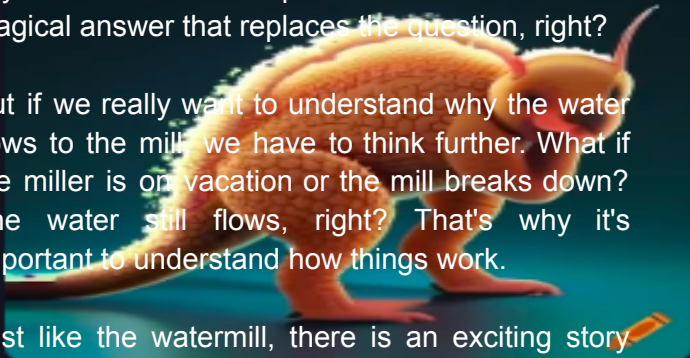 agical answer that replaces the question, right?
ut if we really want to understand why the water
ows to the mill, we have to think further. What if
e miller is on vacation or the mill breaks down?
he water still flows, right? That's why it's
portant to understand how things work.
st like the watermill, there is an exciting story